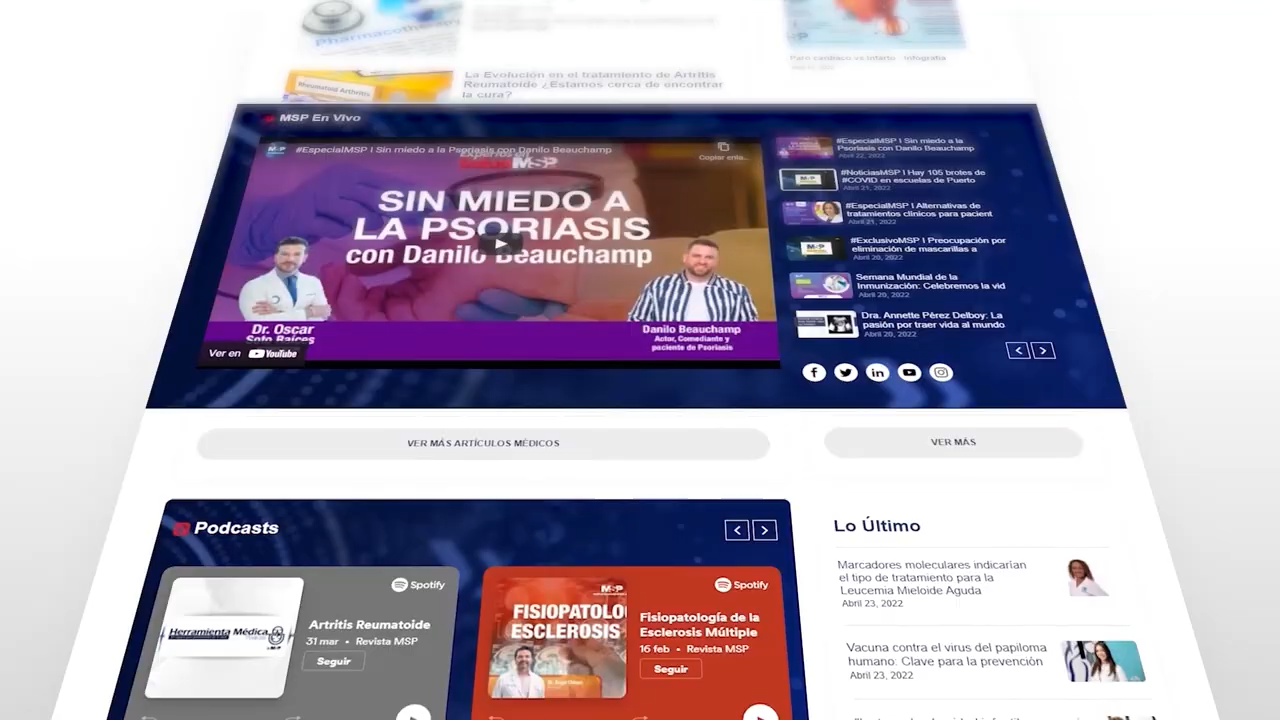 Pharmacotherapy
Rheumatoid Arthritis
La Evolución en el tratamiento de Artritis
Reumatoide ¿Estamos cerca de encontrar
la cura?
Paro cardiaco vs Infarto - Infografía
MSP En Vivo
#EspecialMSP | Sin miedo a la Psoriasis con Danilo Beauchamp
Copiar enla...
MSP
SIN MIEDO A
LA PSORIASIS
con Danilo Beauchamp
Dr. Oscar
Soto Raíces
Danilo Beauchamp
Actor, Comediante y
paciente de Psoriasis
Ver en YouTube
#EspecialMSP | Sin miedo a la
Psoriasis con Danilo Beauchamp
Abril 22, 2022
#NoticiasMSP | Hay 105 brotes de
#COVID en escuelas de Puerto
Abril 21, 2022
#EspecialMSP | Alternativas de
tratamientos clínicos para pacient
Abril 21, 2022
#ExclusivoMSP | Preocupación por
eliminación de mascarillas a
Abril 20, 2022
Semana Mundial de la
Inmunización: Celebremos la vid
Abril 20, 2022
Dra. Annette Pérez Delboy: La
pasión por traer vida al mundo
Abril 20, 2022
VER MÁS ARTÍCULOS MÉDICOS
VER MÁS
Podcasts
Spotify
Herramienta Médica
Artritis Reumatoide
31 mar • Revista MSP
Seguir
Spotify
MSP
FISIOPATOLO
ESCLEROSIS
Fisiopatología de la
Esclerosis Múltiple
16 feb • Revista MSP
Seguir
Lo Último
Marcadores moleculares indicarían
el tipo de tratamiento para la
Leucemia Mieloide Aguda
Abril 23, 2022
Vacuna contra el virus del papiloma
humano: Clave para la prevención
Abril 23, 2022